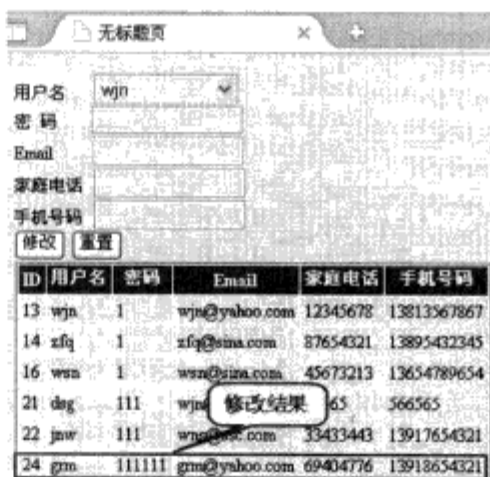 无标题页
用户名 wjn
密 码
Email
家庭电话
手机号码
修改 重置
ID 用户名 密码 Email 家庭电话 手机号码
13 wjn 1 wjn@yahoo.com 12345678 13813567867
14 zfq 1 zfq@sina.com 87654321 13895432345
16 wsn 1 wsn@sina.com 45673213 13654789654
21 dsg 111 65 566565
22 jnw 111 33433443 13917654321
修改结果
24 grm 111111 grm@yahoo.com 69404776 13918654321